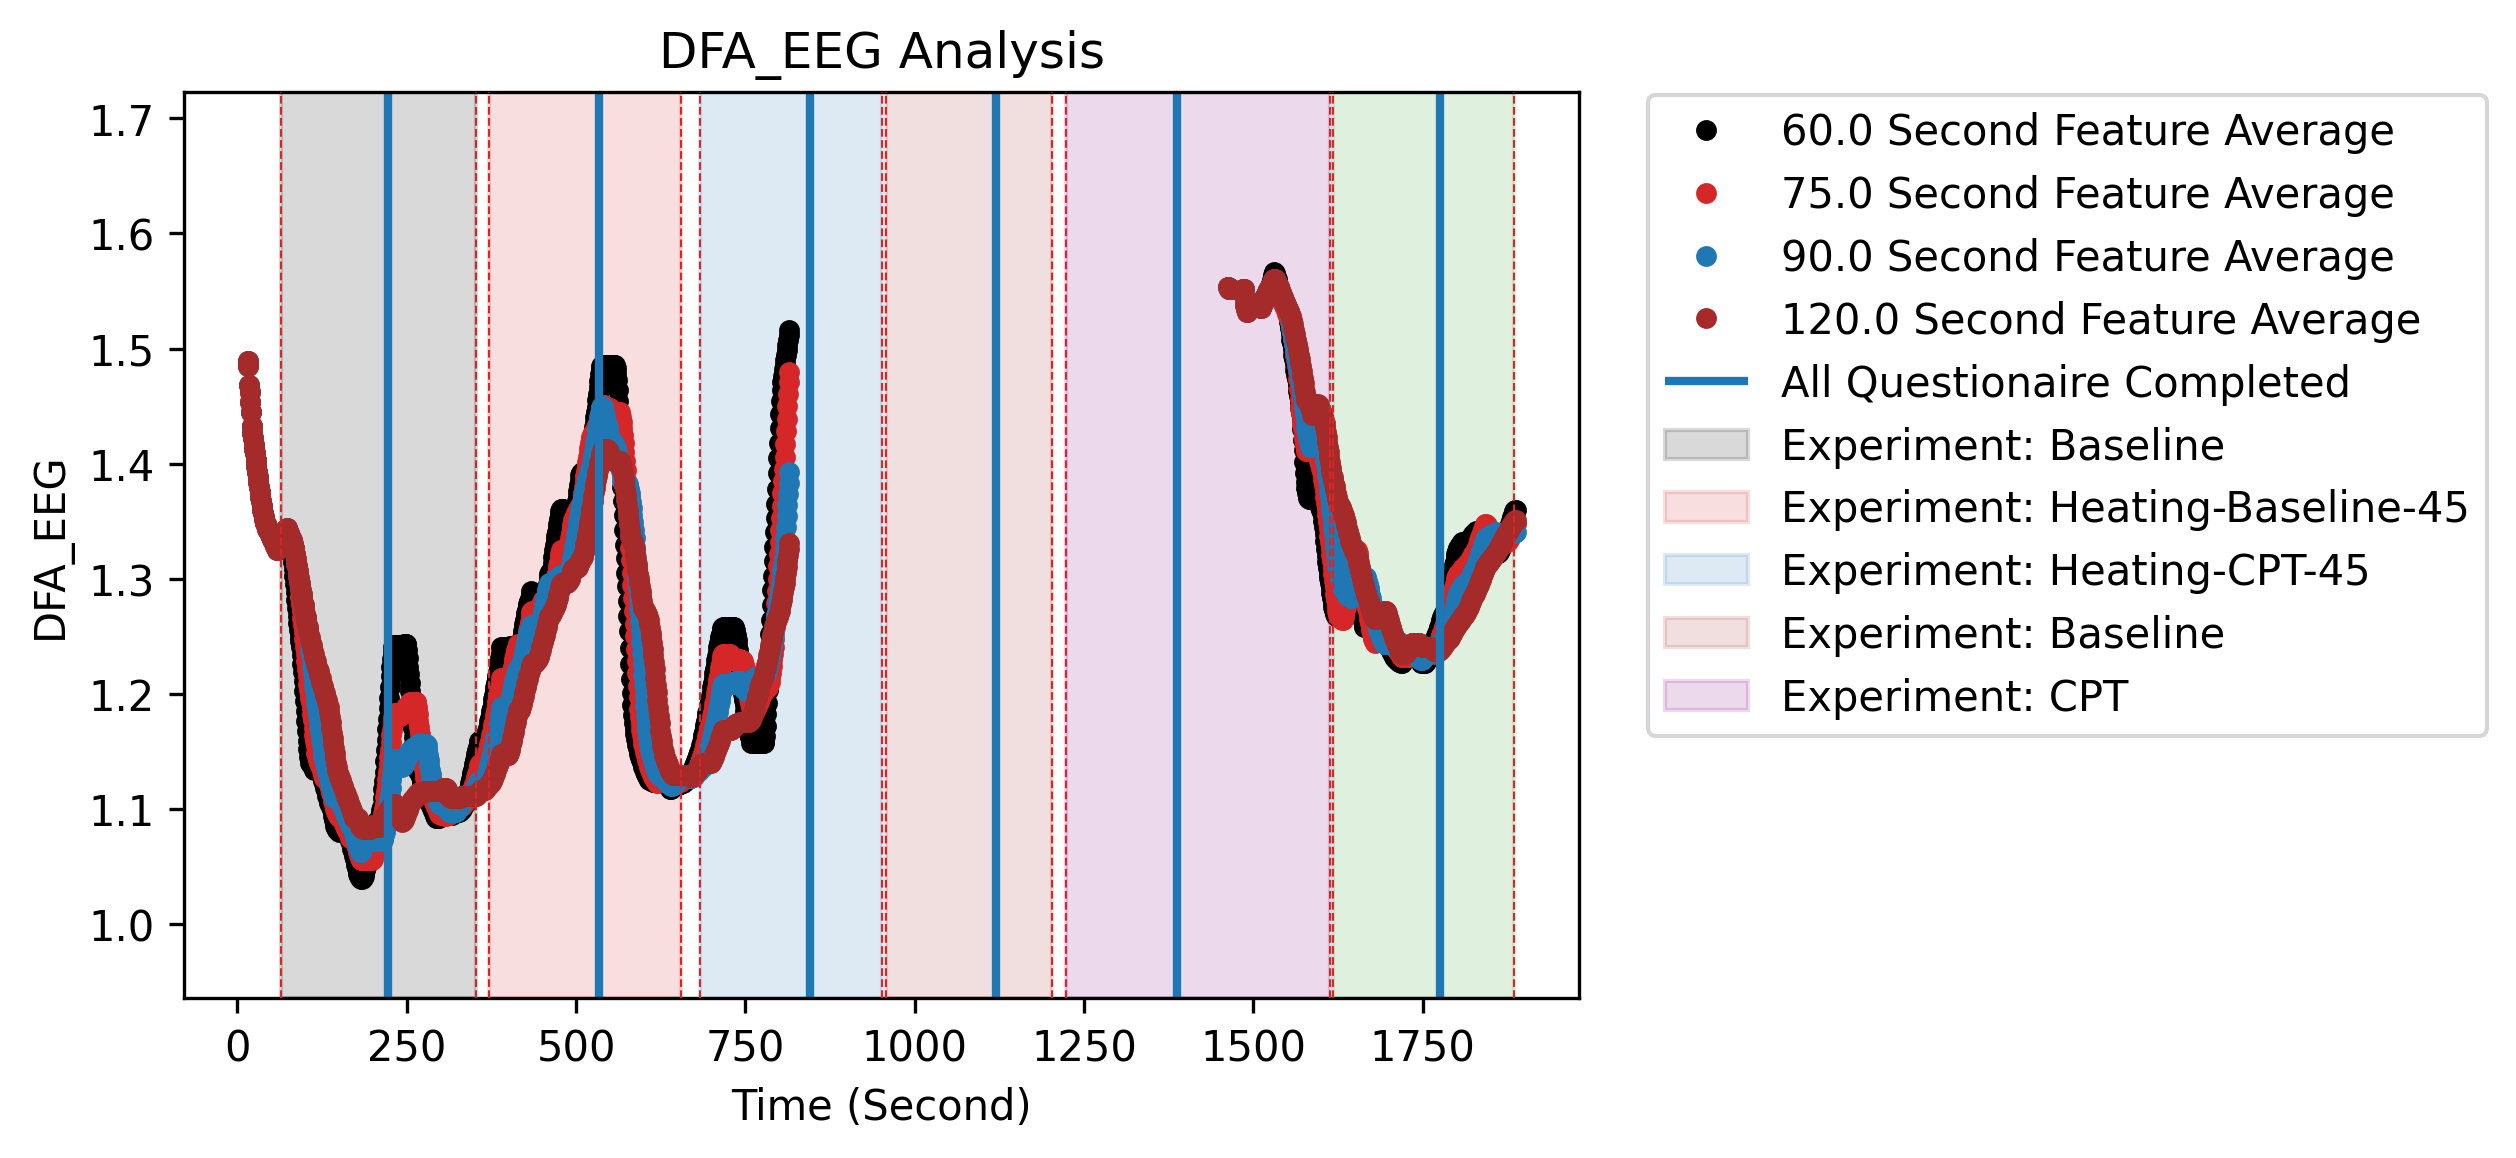 DFA_EEG Analysis
1.7
1.6
1.5
1.4
1.3
1.2
1.1
1.0
DFA_EEG
0 250 500 750 1000 1250 1500 1750
Time (Second)
60.0 Second Feature Average
75.0 Second Feature Average
90.0 Second Feature Average
120.0 Second Feature Average
All Questionaire Completed
Experiment: Baseline
Experiment: Heating-Baseline-45
Experiment: Heating-CPT-45
Experiment: Baseline
Experiment: CPT